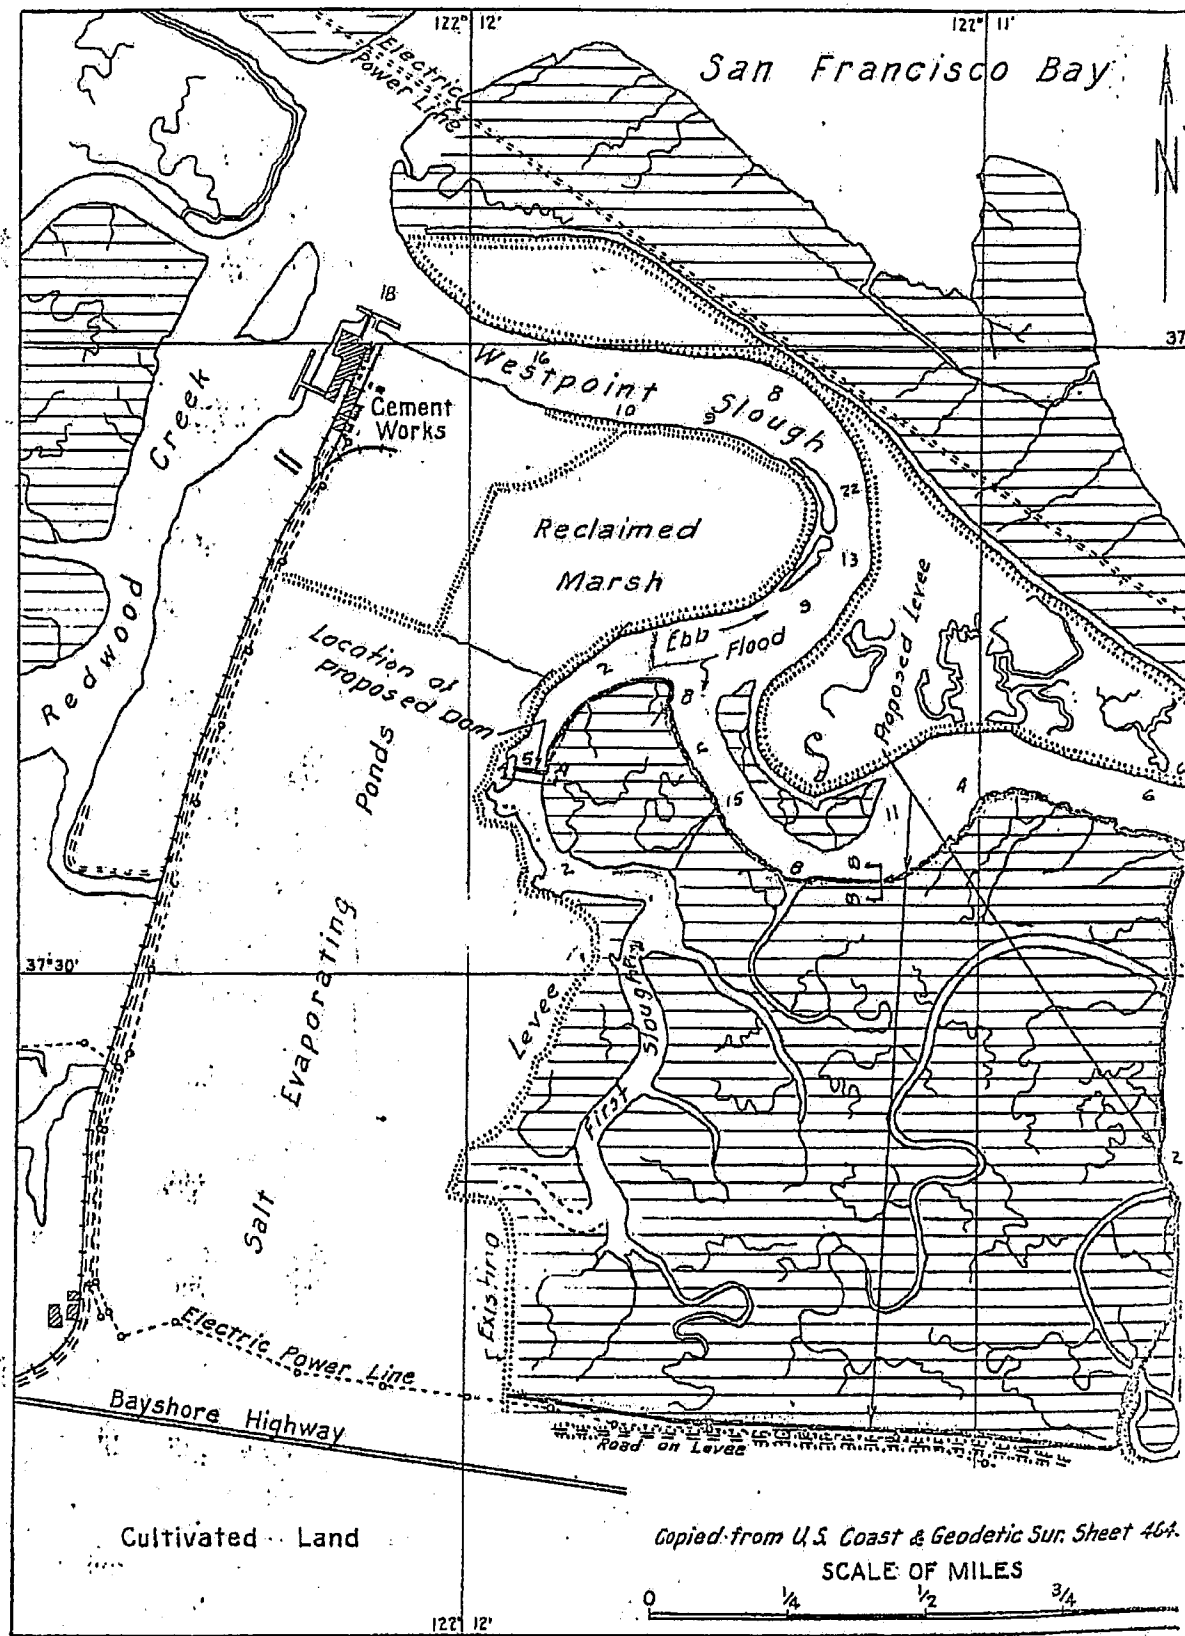 122° 12'
122° 11'
San Francisco Bay
Electric
Power Line
N
18
37
Westpoint
16
10
8
9
Slough
Cement
Works
Redwood
Creek
22
13
9
Reclaimed
Marsh
Ebb
Flood
Proposed Levee
Location of
proposed Dam
2
7
8
5
A
A
6
15
11
4
6
2
8
B
B
37°30'
Salt Evaporating Ponds
Levee
First Slough
2
Existing
Electric Power Line
Bayshore Highway
Road on Levee
Cultivated Land
Copied from U.S. Coast & Geodetic Sur. Sheet 464.
SCALE OF MILES
0 1/4 1/2 3/4
122° 12'